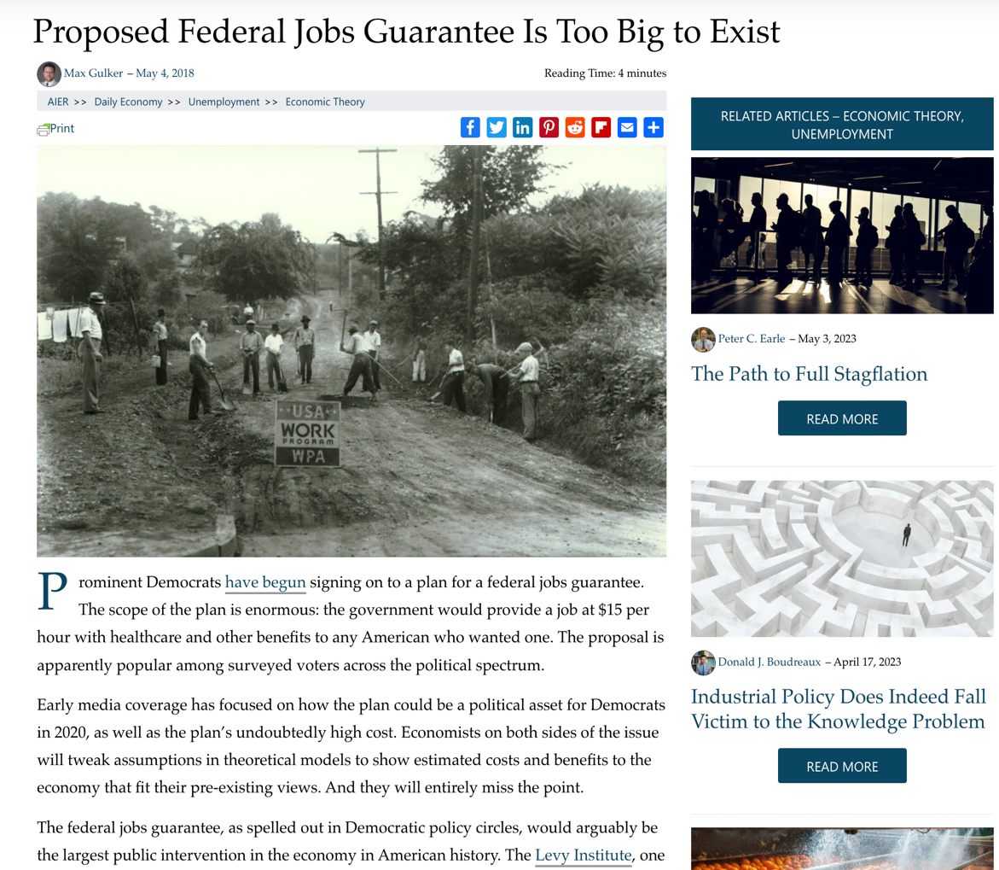 Proposed Federal Jobs Guarantee Is Too Big to Exist
Max Gulker – May 4, 2018
Reading Time: 4 minutes
AIER >> Daily Economy >> Unemployment >> Economic Theory
Print
USA
WORK
PROGRAM
WPA
Prominent Democrats have begun signing on to a plan for a federal jobs guarantee.
The scope of the plan is enormous: the government would provide a job at $15 per
hour with healthcare and other benefits to any American who wanted one. The proposal is
apparently popular among surveyed voters across the political spectrum.
Early media coverage has focused on how the plan could be a political asset for Democrats
in 2020, as well as the plan’s undoubtedly high cost. Economists on both sides of the issue
will tweak assumptions in theoretical models to show estimated costs and benefits to the
economy that fit their pre-existing views. And they will entirely miss the point.
The federal jobs guarantee, as spelled out in Democratic policy circles, would arguably be
the largest public intervention in the economy in American history. The Levy Institute, one
RELATED ARTICLES – ECONOMIC THEORY,
UNEMPLOYMENT
Peter C. Earle – May 3, 2023
The Path to Full Stagflation
READ MORE
Donald J. Boudreaux – April 17, 2023
Industrial Policy Does Indeed Fall
Victim to the Knowledge Problem
READ MORE